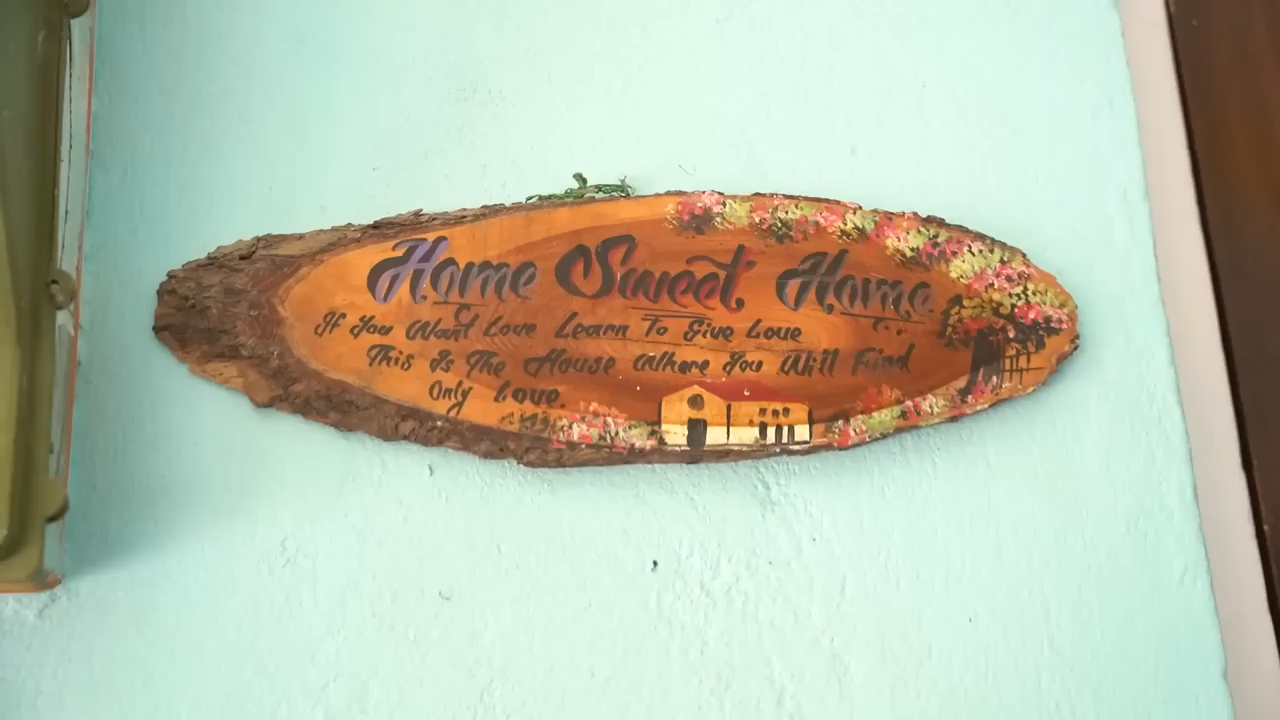 Home Sweet Home
If You Want Love Learn To Give Love
This Is The House Where You Will Find
Only Love.